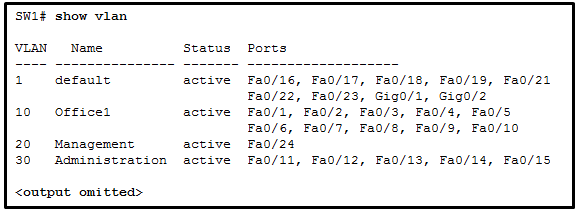 SW1# show vlan
VLAN Name Status Ports
---- --------------- ------- -------------------
1 default active Fa0/16, Fa0/17, Fa0/18, Fa0/19, Fa0/21
Fa0/22, Fa0/23, Gig0/1, Gig0/2
10 Office1 active Fa0/1, Fa0/2, Fa0/3, Fa0/4, Fa0/5
Fa0/6, Fa0/7, Fa0/8, Fa0/9, Fa0/10
20 Management active Fa0/24
30 Administration active Fa0/11, Fa0/12, Fa0/13, Fa0/14, Fa0/15
<output omitted>